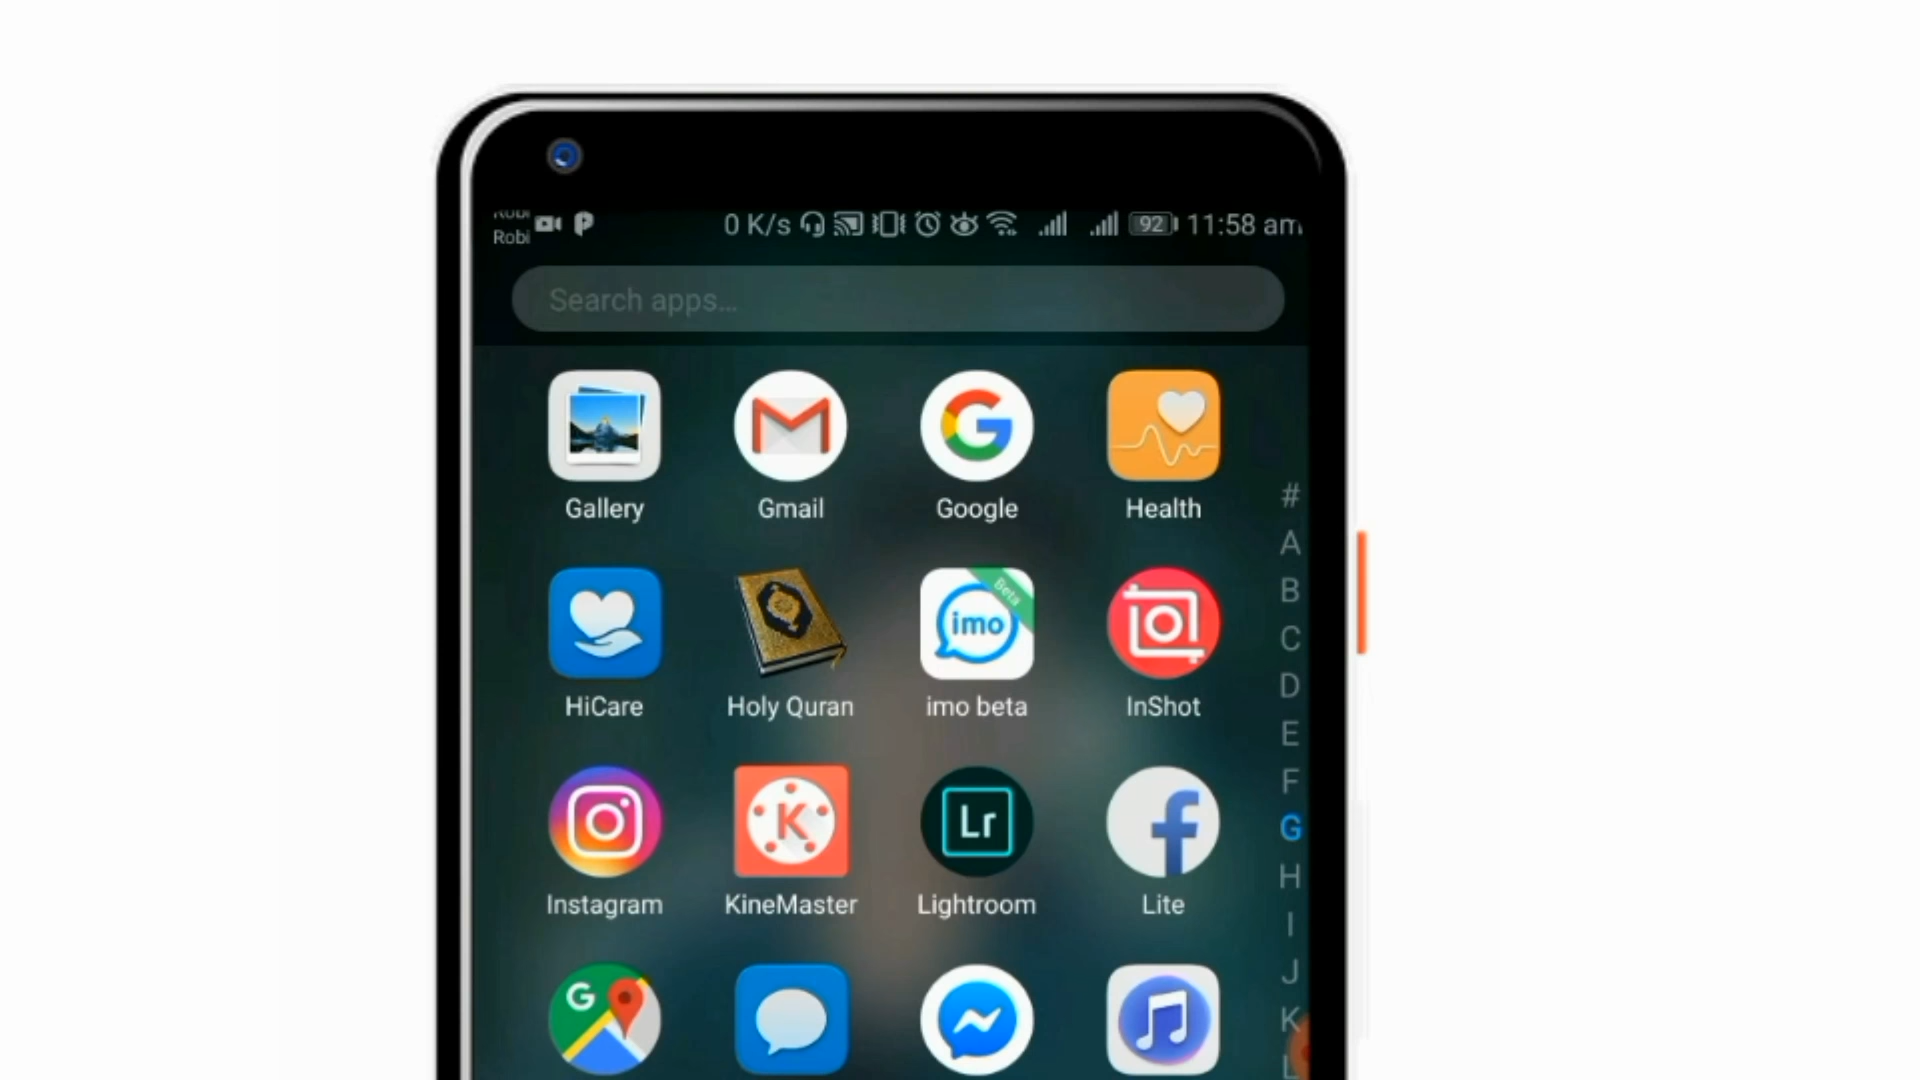 Robi
Robi
0 K/s 92 11:58 am
Search apps...
Gallery Gmail Google Health
HiCare Holy Quran imo beta InShot
Beta
imo
Instagram KineMaster Lightroom Lite
K
Lr
f
G
#
A
B
C
D
E
F
G
H
I
J
K
L